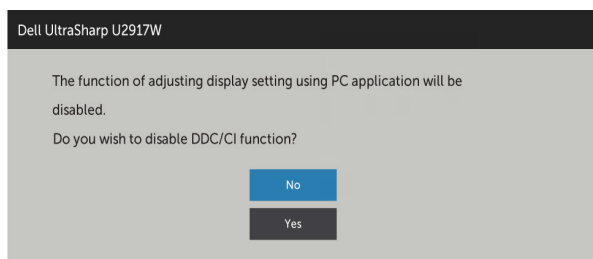 Dell UltraSharp U2917W
The function of adjusting display setting using PC application will be
disabled.
Do you wish to disable DDC/CI function?
No
Yes